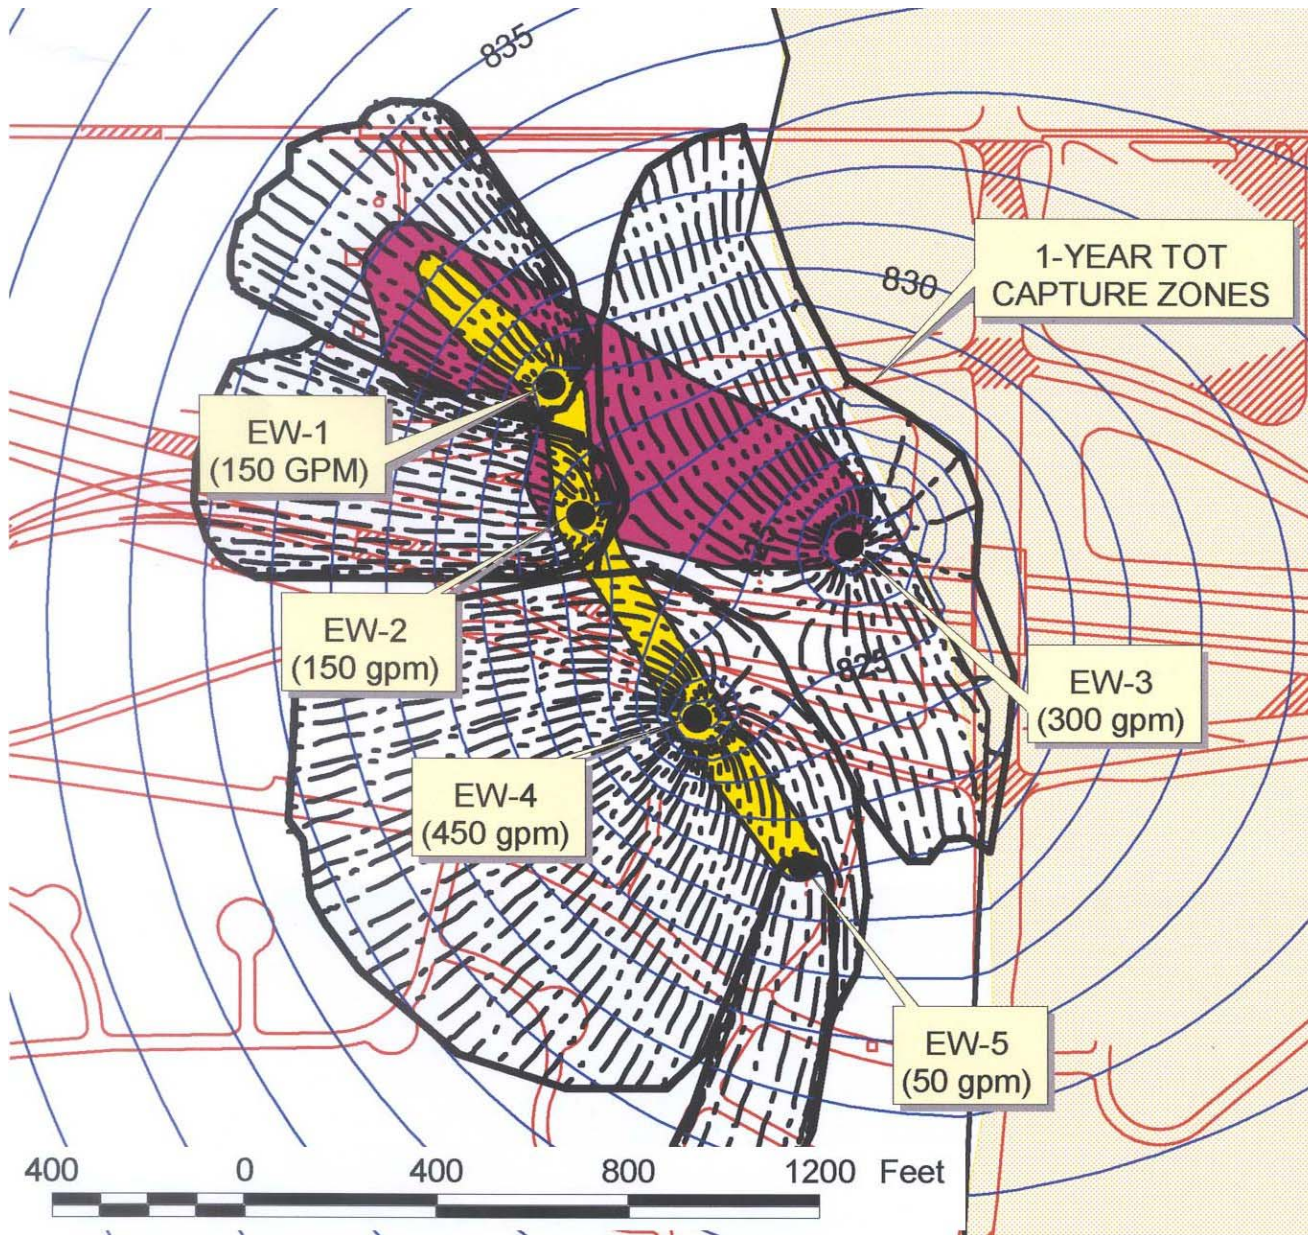 835
830
1-YEAR TOT
CAPTURE ZONES
EW-1
(150 GPM)
EW-2
(150 gpm)
825
EW-3
(300 gpm)
EW-4
(450 gpm)
EW-5
(50 gpm)
400 0 400 800 1200 Feet